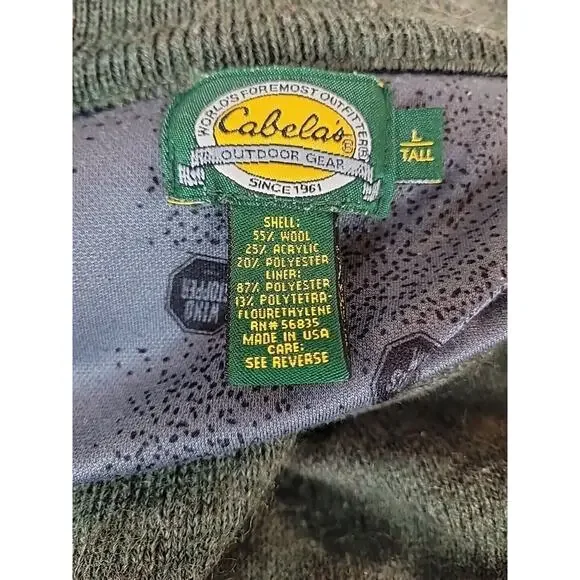 WORLD'S FOREMOST OUTFITTER®
Cabela's®
OUTDOOR GEAR
SINCE 1961
L
TALL
SHELL:
55% WOOL
25% ACRYLIC
20% POLYESTER
LINER:
87% POLYESTER
13% POLYTETRA-
FLOURETHYLENE
RN# 56835
MADE IN USA
CARE:
SEE REVERSE